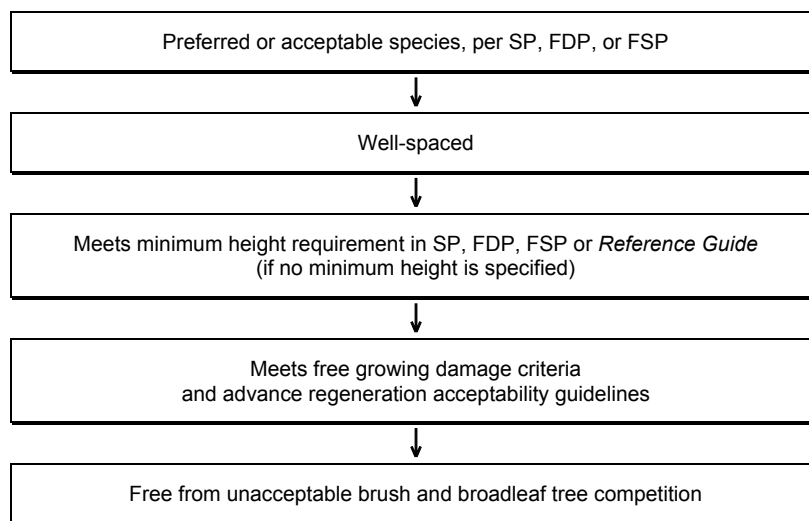 Preferred or acceptable species, per SP, FDP, or FSP
Well-spaced
Meets minimum height requirement in SP, FDP, FSP or Reference Guide
(if no minimum height is specified)
Meets free growing damage criteria
and advance regeneration acceptability guidelines
Free from unacceptable brush and broadleaf tree competition